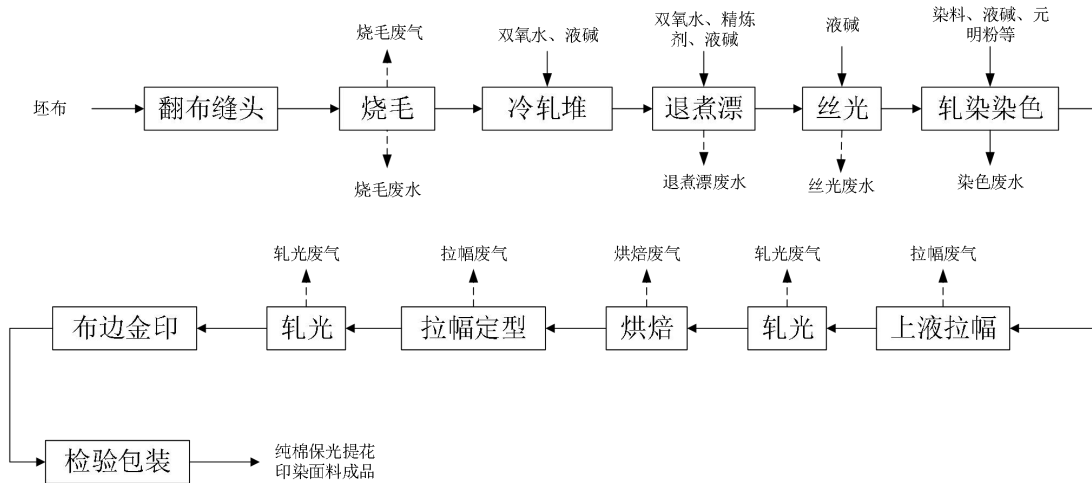 烧毛废气
双氧水、液碱
双氧水、精炼
剂、液碱
液碱
染料、液碱、元
明粉等
坯布
翻布缝头
烧毛
冷轧堆
退煮漂
丝光
轧染染色
烧毛废水
退煮漂废水
丝光废水
染色废水
轧光废气
拉幅废气
烘焙废气
轧光废气
拉幅废气
布边金印
轧光
拉幅定型
烘焙
轧光
上液拉幅
检验包装
纯棉保光提花
印染面料成品